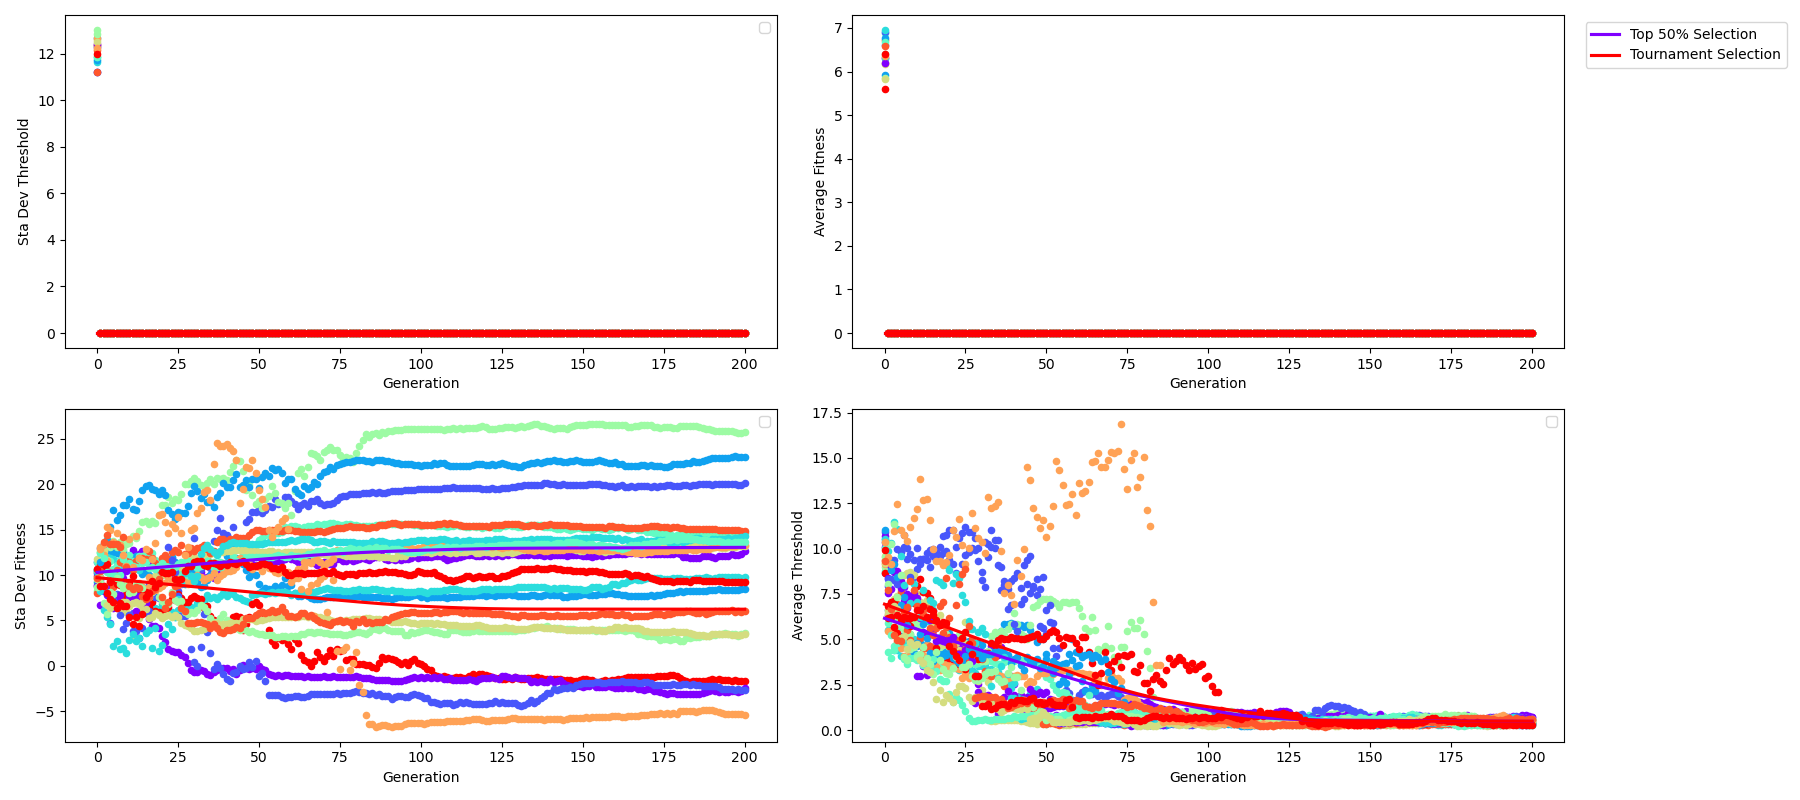 Sta Dev Threshold
12
10
8
6
4
2
0
0 25 50 75 100 125 150 175 200
Generation
Average Fitness
7
6
5
4
3
2
1
0
0 25 50 75 100 125 150 175 200
Generation
Top 50% Selection
Tournament Selection
Sta Dev Fitness
25
20
15
10
5
0
−5
0 25 50 75 100 125 150 175 200
Generation
Average Threshold
17.5
15.0
12.5
10.0
7.5
5.0
2.5
0.0
0 25 50 75 100 125 150 175 200
Generation